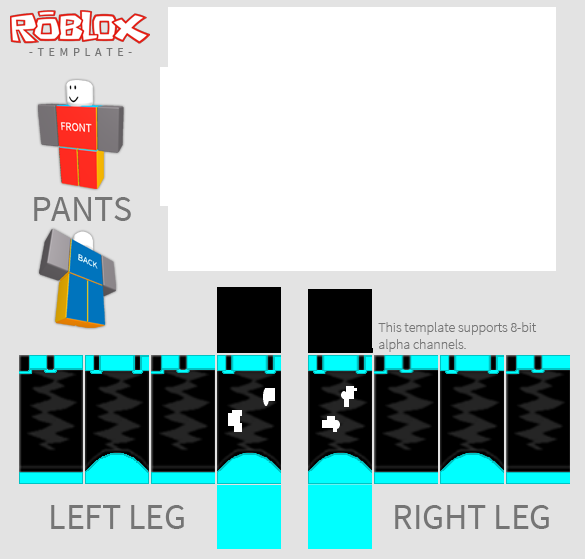 ROBLOX
-TEMPLATE-
FRONT
PANTS
BACK
This template supports 8-bit
alpha channels.
LEFT LEG
RIGHT LEG